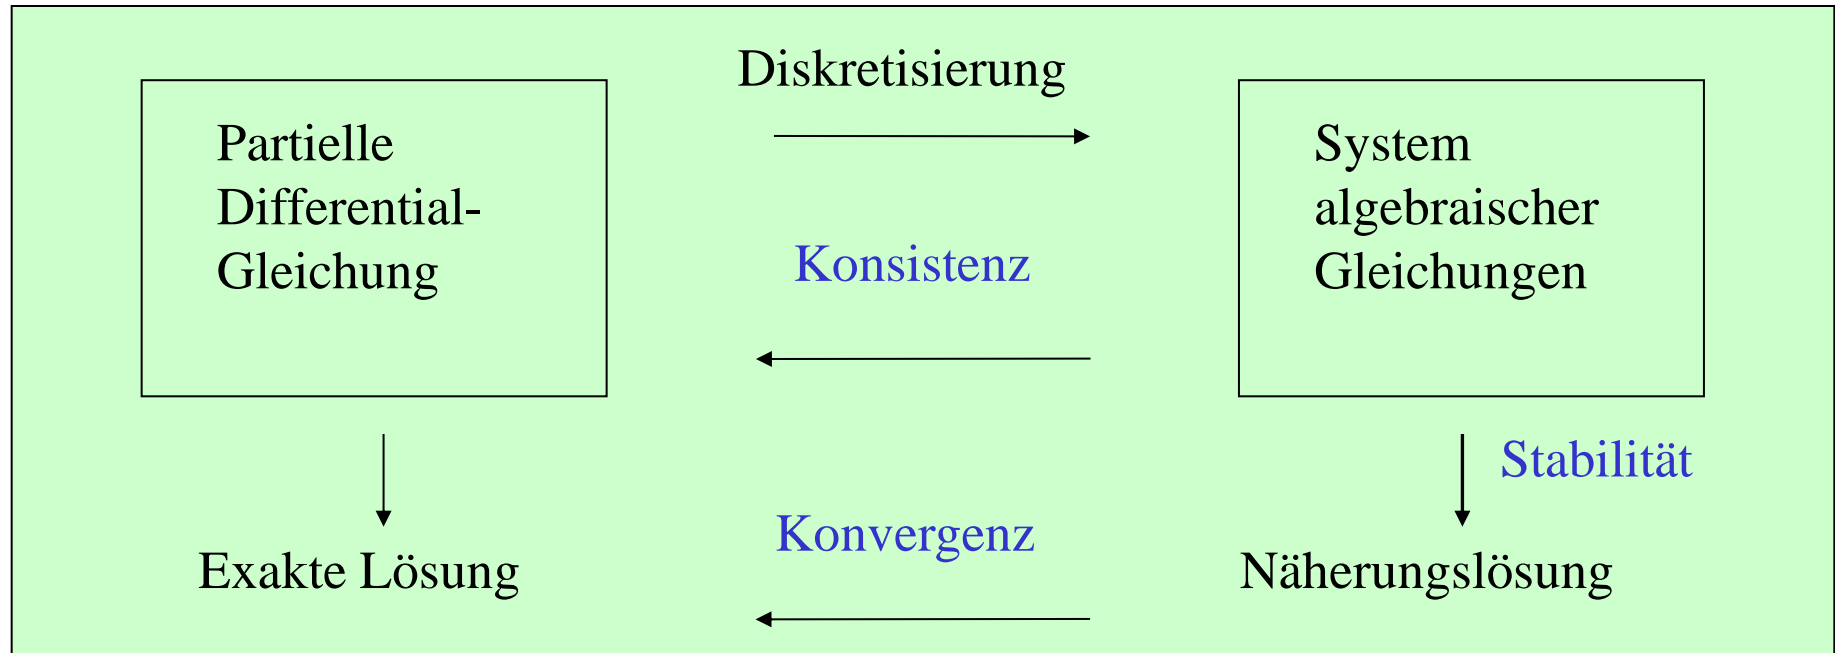 Diskretisierung
Partielle
Differential-
Gleichung
System
algebraischer
Gleichungen
Konsistenz
Stabilität
Konvergenz
Exakte Lösung
Näherungslösung